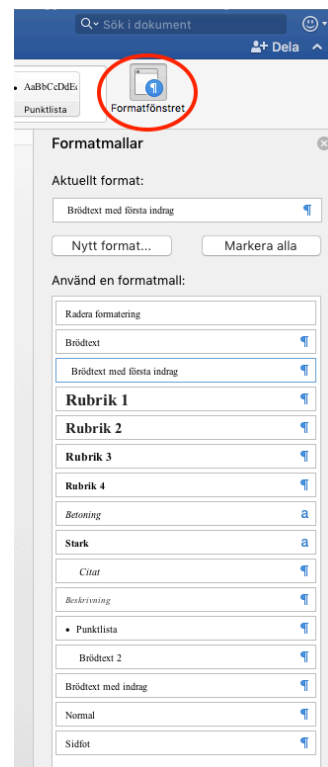 Sök i dokument
Dela
• AaBbCcDdEe
Punktlista
Formatfönstret
Formatmallar
Aktuellt format:
Brödtext med första indrag ¶
Nytt format...
Markera alla
Använd en formatmall:
Radera formatering
Brödtext ¶
Brödtext med första indrag ¶
Rubrik 1 ¶
Rubrik 2 ¶
Rubrik 3 ¶
Rubrik 4 ¶
Betoning a
Stark a
Citat ¶
Beskrivning ¶
• Punktlista ¶
Brödtext 2 ¶
Brödtext med indrag ¶
Normal ¶
Sidfot ¶